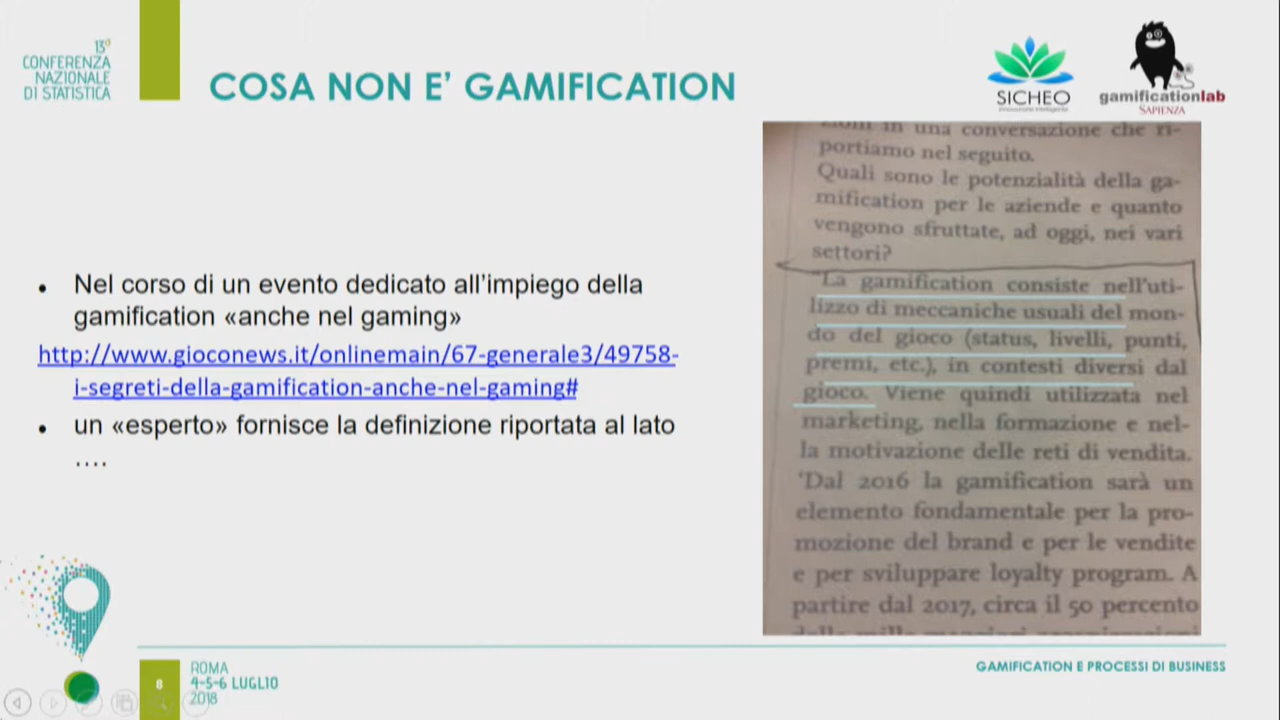 13ª
CONFERENZA
NAZIONALE
DI STATISTICA
COSA NON E' GAMIFICATION
SICHEO
gamificationlab
SAPIENZA
• Nel corso di un evento dedicato all'impiego della
gamification «anche nel gaming»
http://www.gioconews.it/onlinemain/67-generale3/49758-
i-segreti-della-gamification-anche-nel-gaming#
• un «esperto» fornisce la definizione riportata al lato
....
zioni in una conversazione che ri-
portiamo nel seguito.
Quali sono le potenzialità della ga-
mification per le aziende e quanto
vengono sfruttate, ad oggi, nei vari
settori?
"La gamification consiste nell'uti-
lizzo di meccaniche usuali del mon-
do del gioco (status, livelli, punti,
premi, etc.), in contesti diversi dal
gioco. Viene quindi utilizzata nel
marketing, nella formazione e nel-
la motivazione delle reti di vendita.
'Dal 2016 la gamification sarà un
elemento fondamentale per la pro-
mozione del brand e per le vendite
e per sviluppare loyalty program. A
partire dal 2017, circa il 50 percento
8
ROMA
4-5-6 LUGLIO
2018
GAMIFICATION E PROCESSI DI BUSINESS